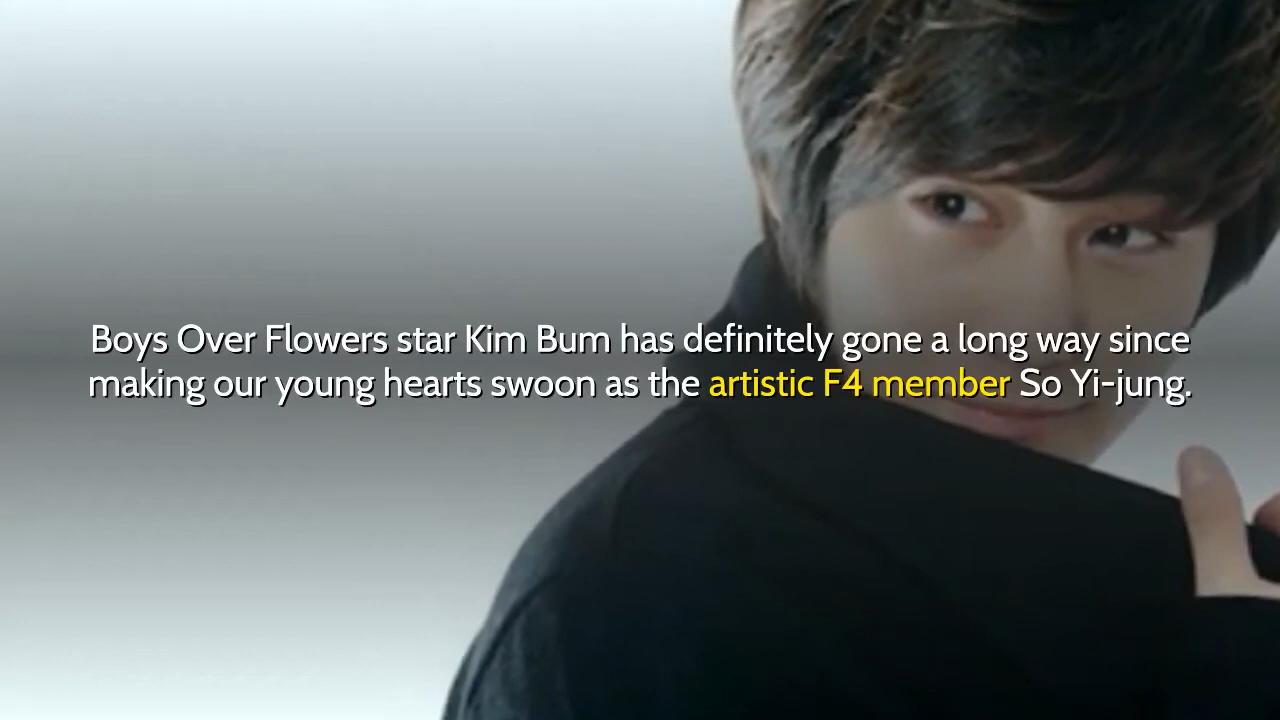 Boys Over Flowers star Kim Bum has definitely gone a long way since
making our young hearts swoon as the artistic F4 member So Yi-jung.